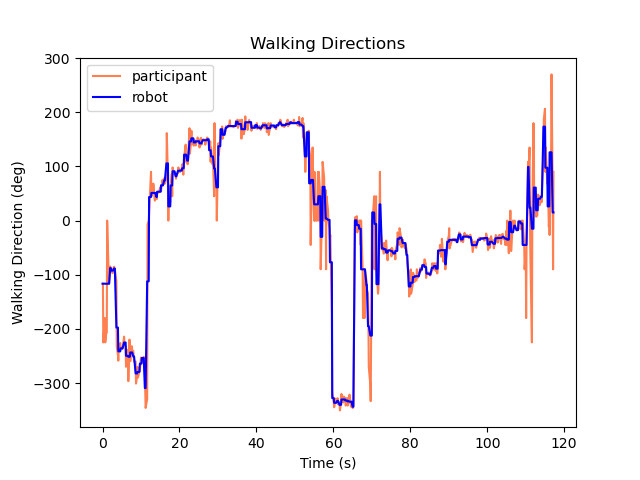 Walking Directions
participant
robot
300
200
100
0
−100
−200
−300
Walking Direction (deg)
0 20 40 60 80 100 120
Time (s)